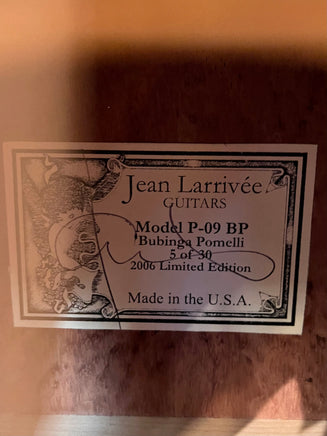 Jean Larrivée
GUITARS
Model P-09 BP
Bubinga Pomelli
5 of 30
2006 Limited Edition
Made in the U.S.A.